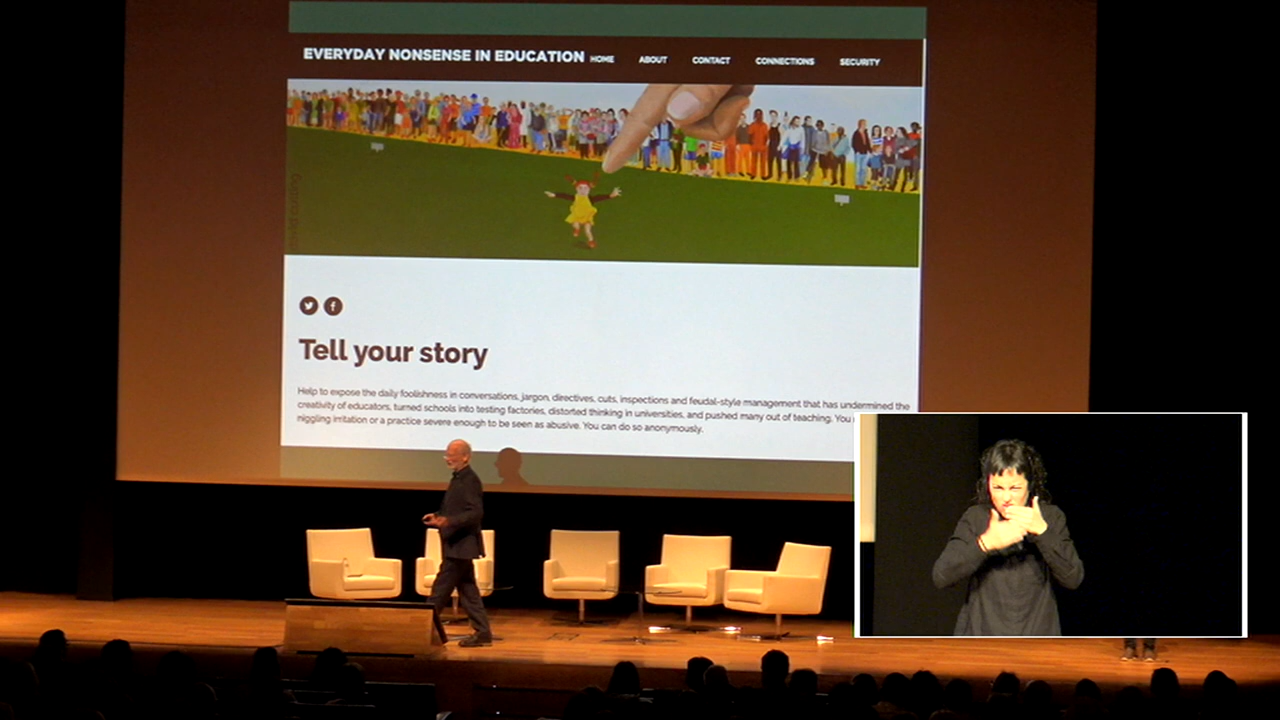 EVERYDAY NONSENSE IN EDUCATION HOME ABOUT CONTACT CONNECTIONS SECURITY
Tell your story
Help to expose the daily foolishness in conversations, jargon, directives, cuts, inspections and feudal-style management that has undermined the
creativity of educators, turned schools into testing factories, distorted thinking in universities, and pushed many out of teaching. You
niggling irritation or a practice severe enough to be seen as abusive. You can do so anonymously.